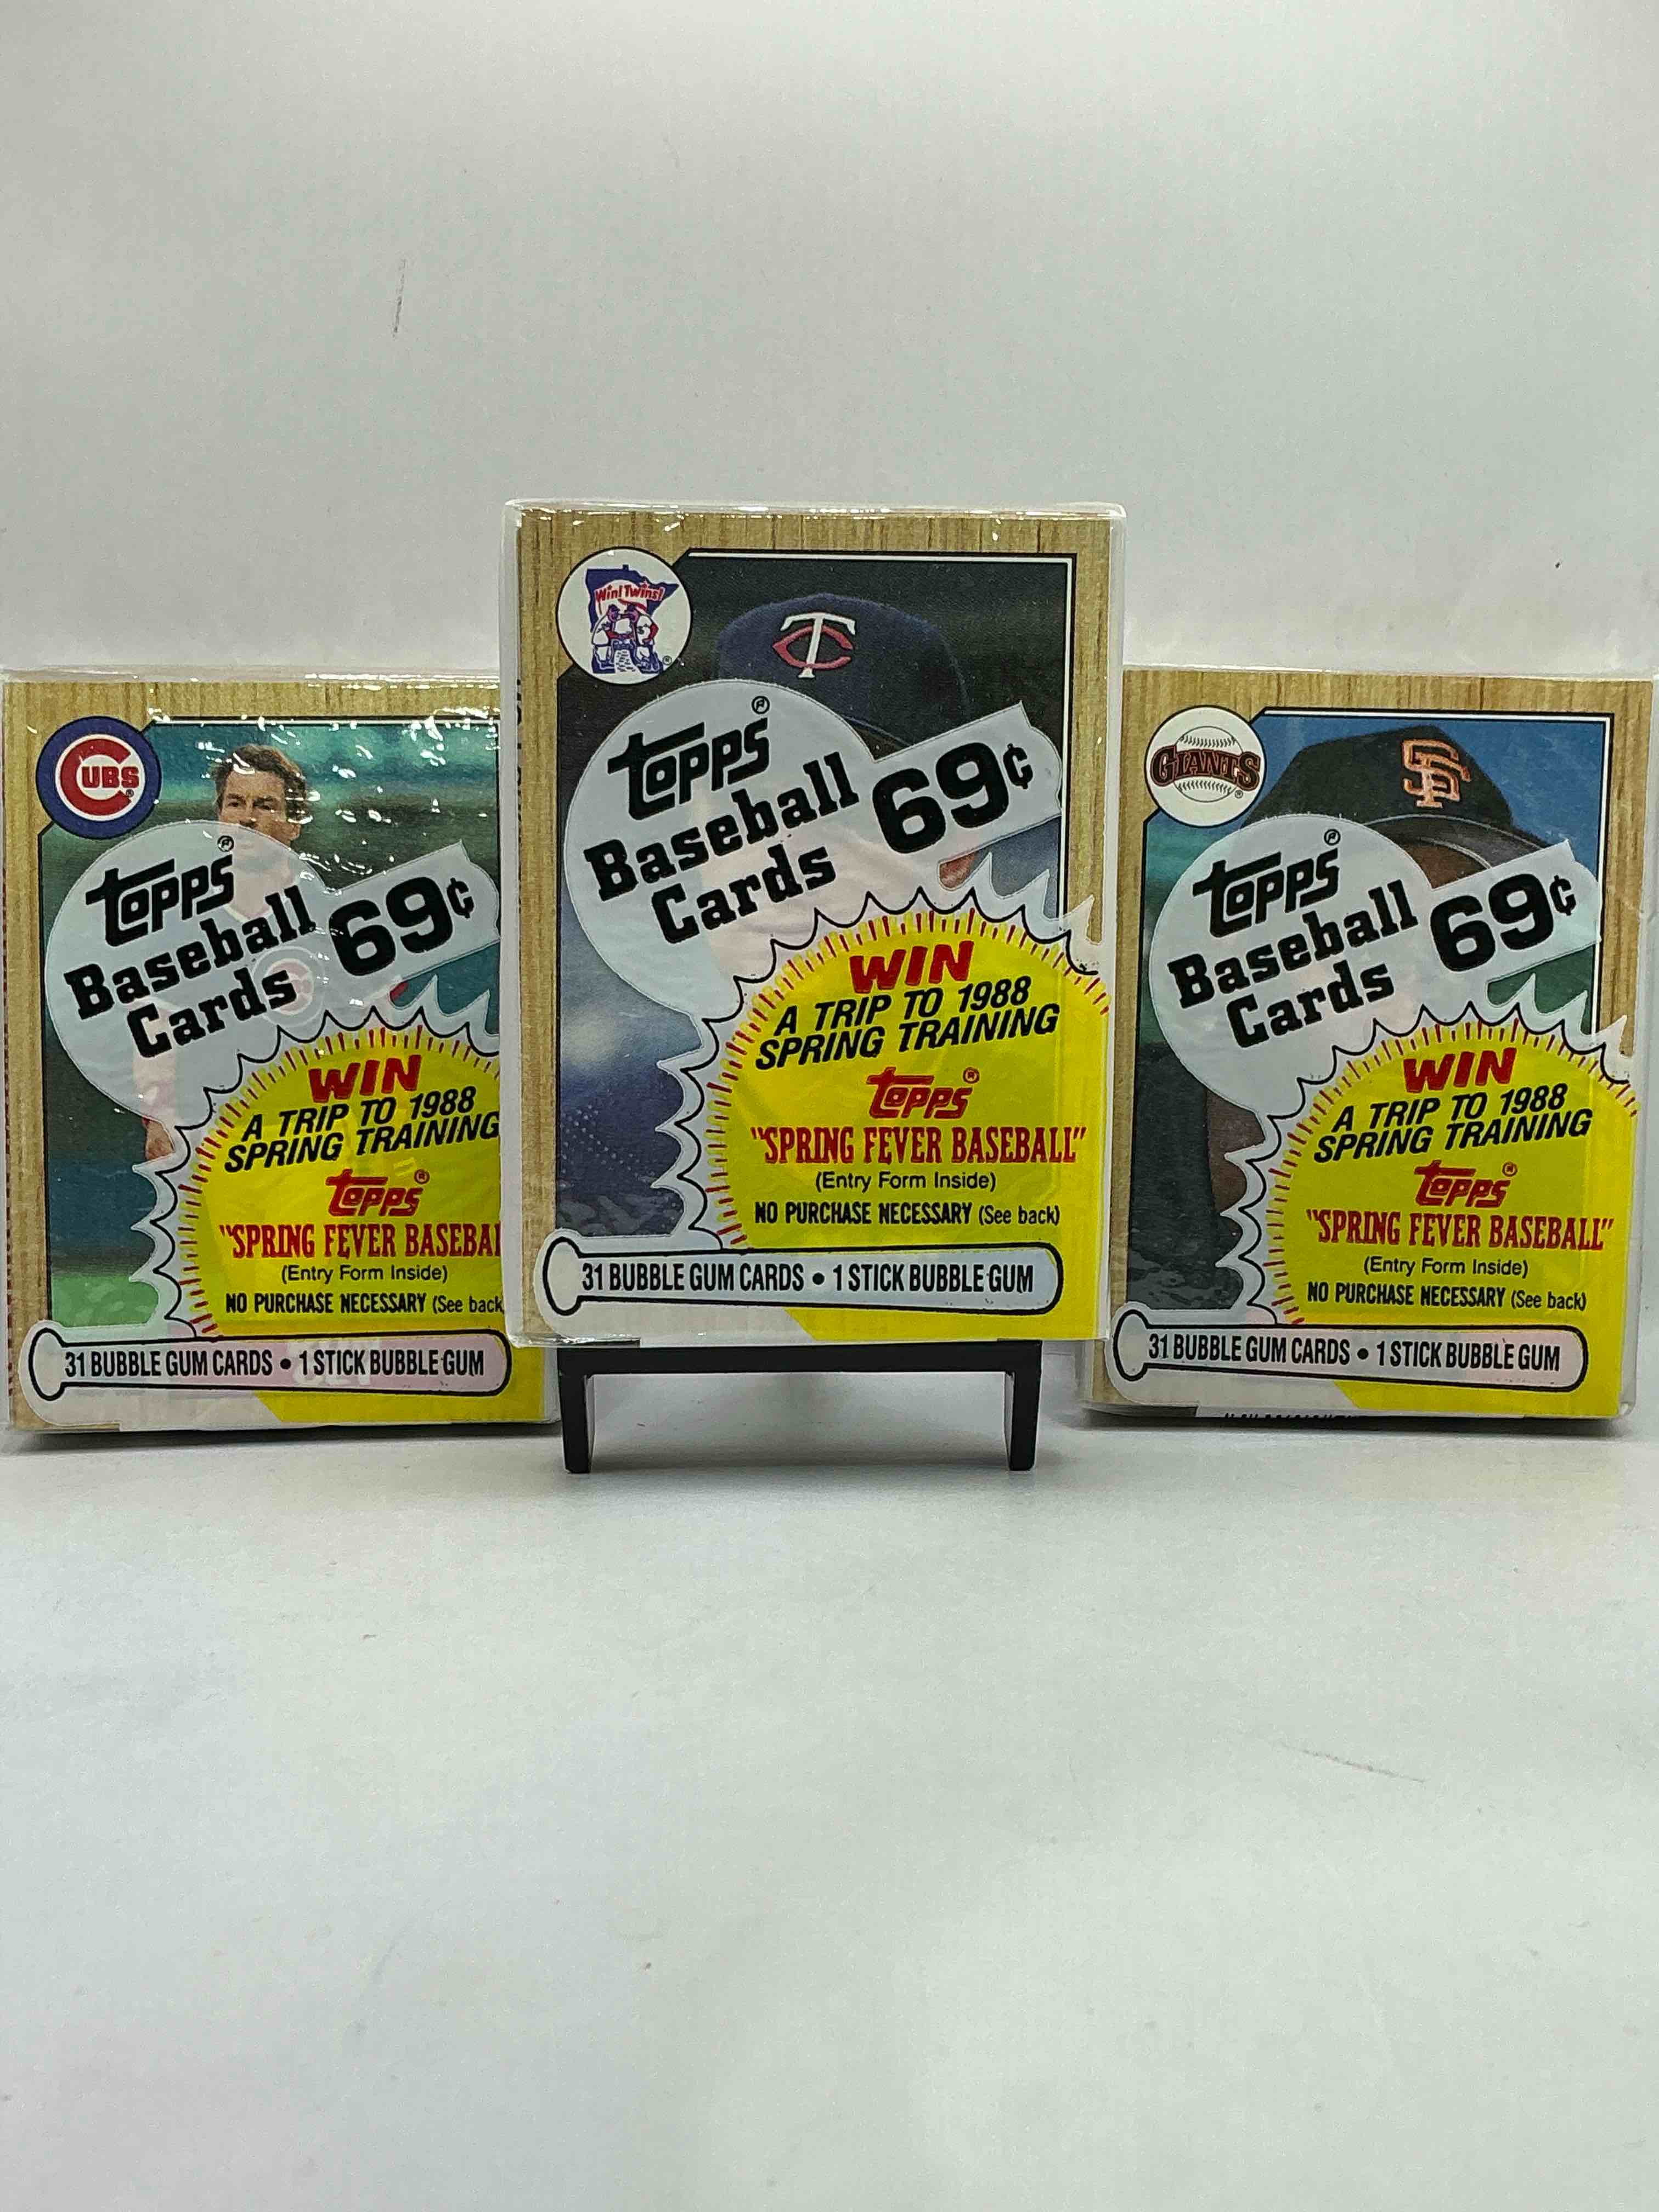 CUBS
TOPPS®
Baseball
Cards
69¢
WIN
A TRIP TO 1988
SPRING TRAINING
TOPPS®
"SPRING FEVER BASEBAL
(Entry Form Inside)
NO PURCHASE NECESSARY (See back
31 BUBBLE GUM CARDS • 1 STICK BUBBLE GUM
Win! Twins!
®
TC
TOPPS®
Baseball
Cards
69¢
WIN
A TRIP TO 1988
SPRING TRAINING
TOPPS®
"SPRING FEVER BASEBALL"
(Entry Form Inside)
NO PURCHASE NECESSARY (See back)
31 BUBBLE GUM CARDS • 1 STICK BUBBLE GUM
GIANTS
®
SF
TOPPS®
Baseball
Cards
69¢
WIN
A TRIP TO 1988
SPRING TRAINING
TOPPS®
"SPRING FEVER BASEBALL"
(Entry Form Inside)
NO PURCHASE NECESSARY (See back)
31 BUBBLE GUM CARDS • 1 STICK BUBBLE GUM